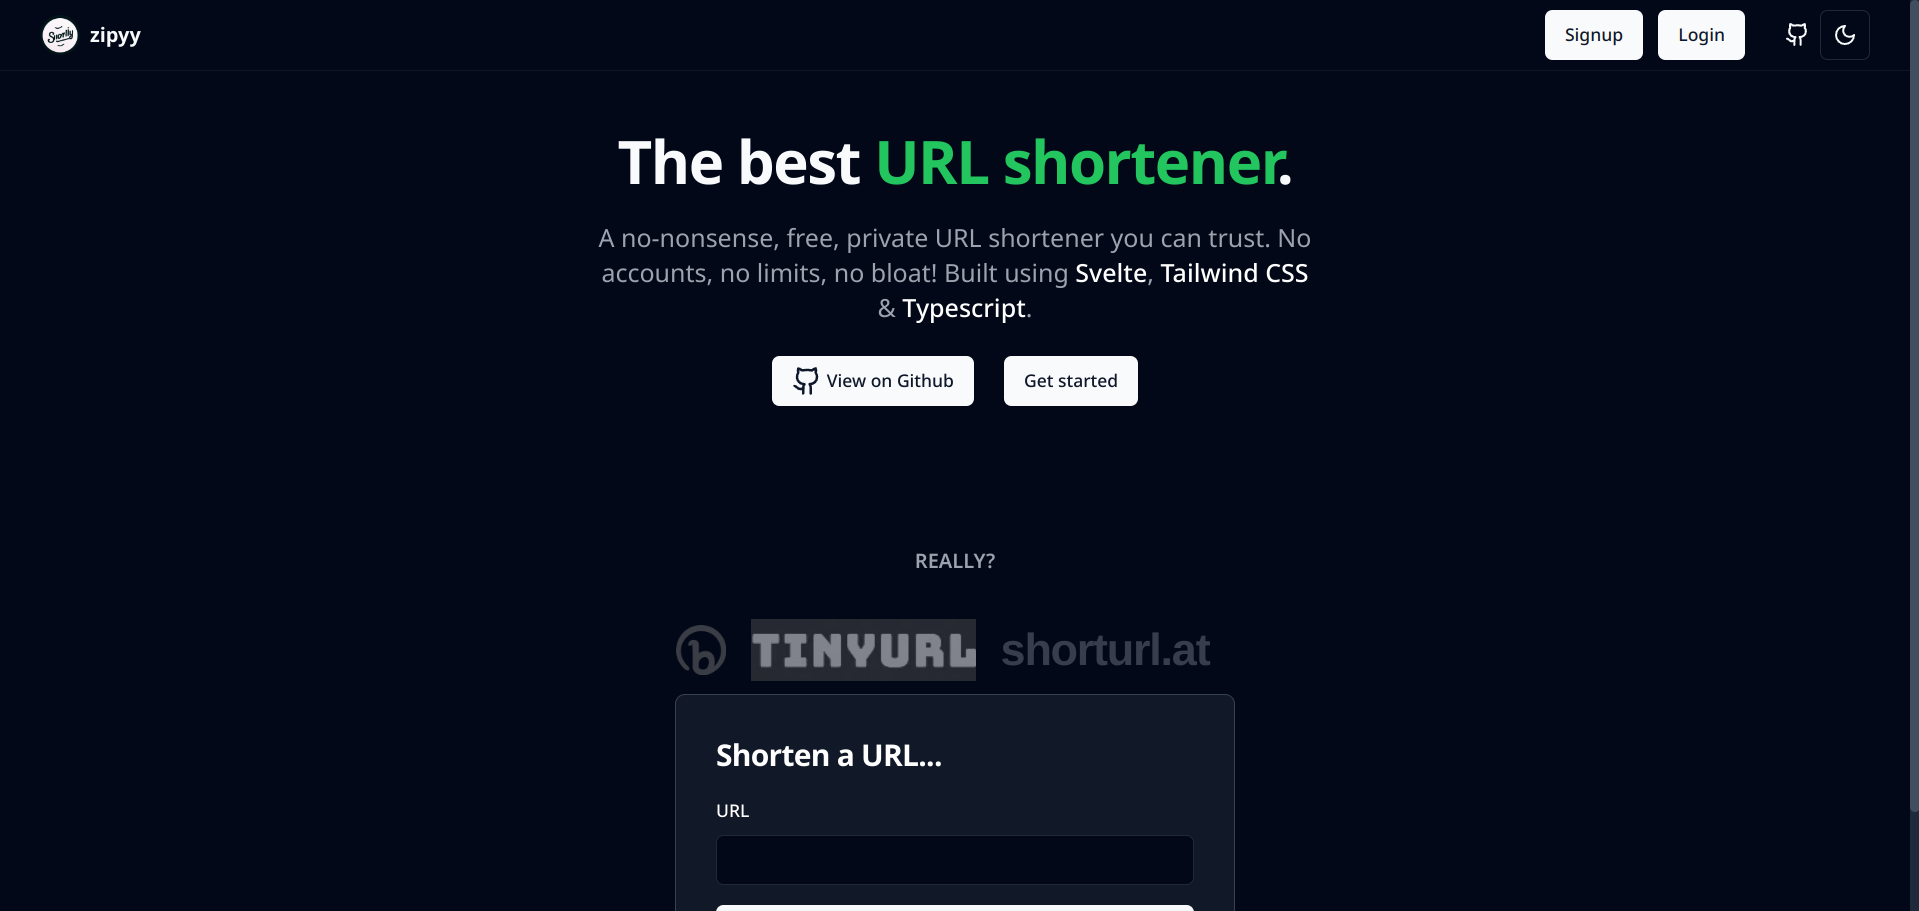 Shortly
zipyy
Signup
Login
The best URL shortener.
A no-nonsense, free, private URL shortener you can trust. No
accounts, no limits, no bloat! Built using Svelte, Tailwind CSS
& Typescript.
View on Github
Get started
REALLY?
b
TINYURL
shorturl.at
Shorten a URL...
URL